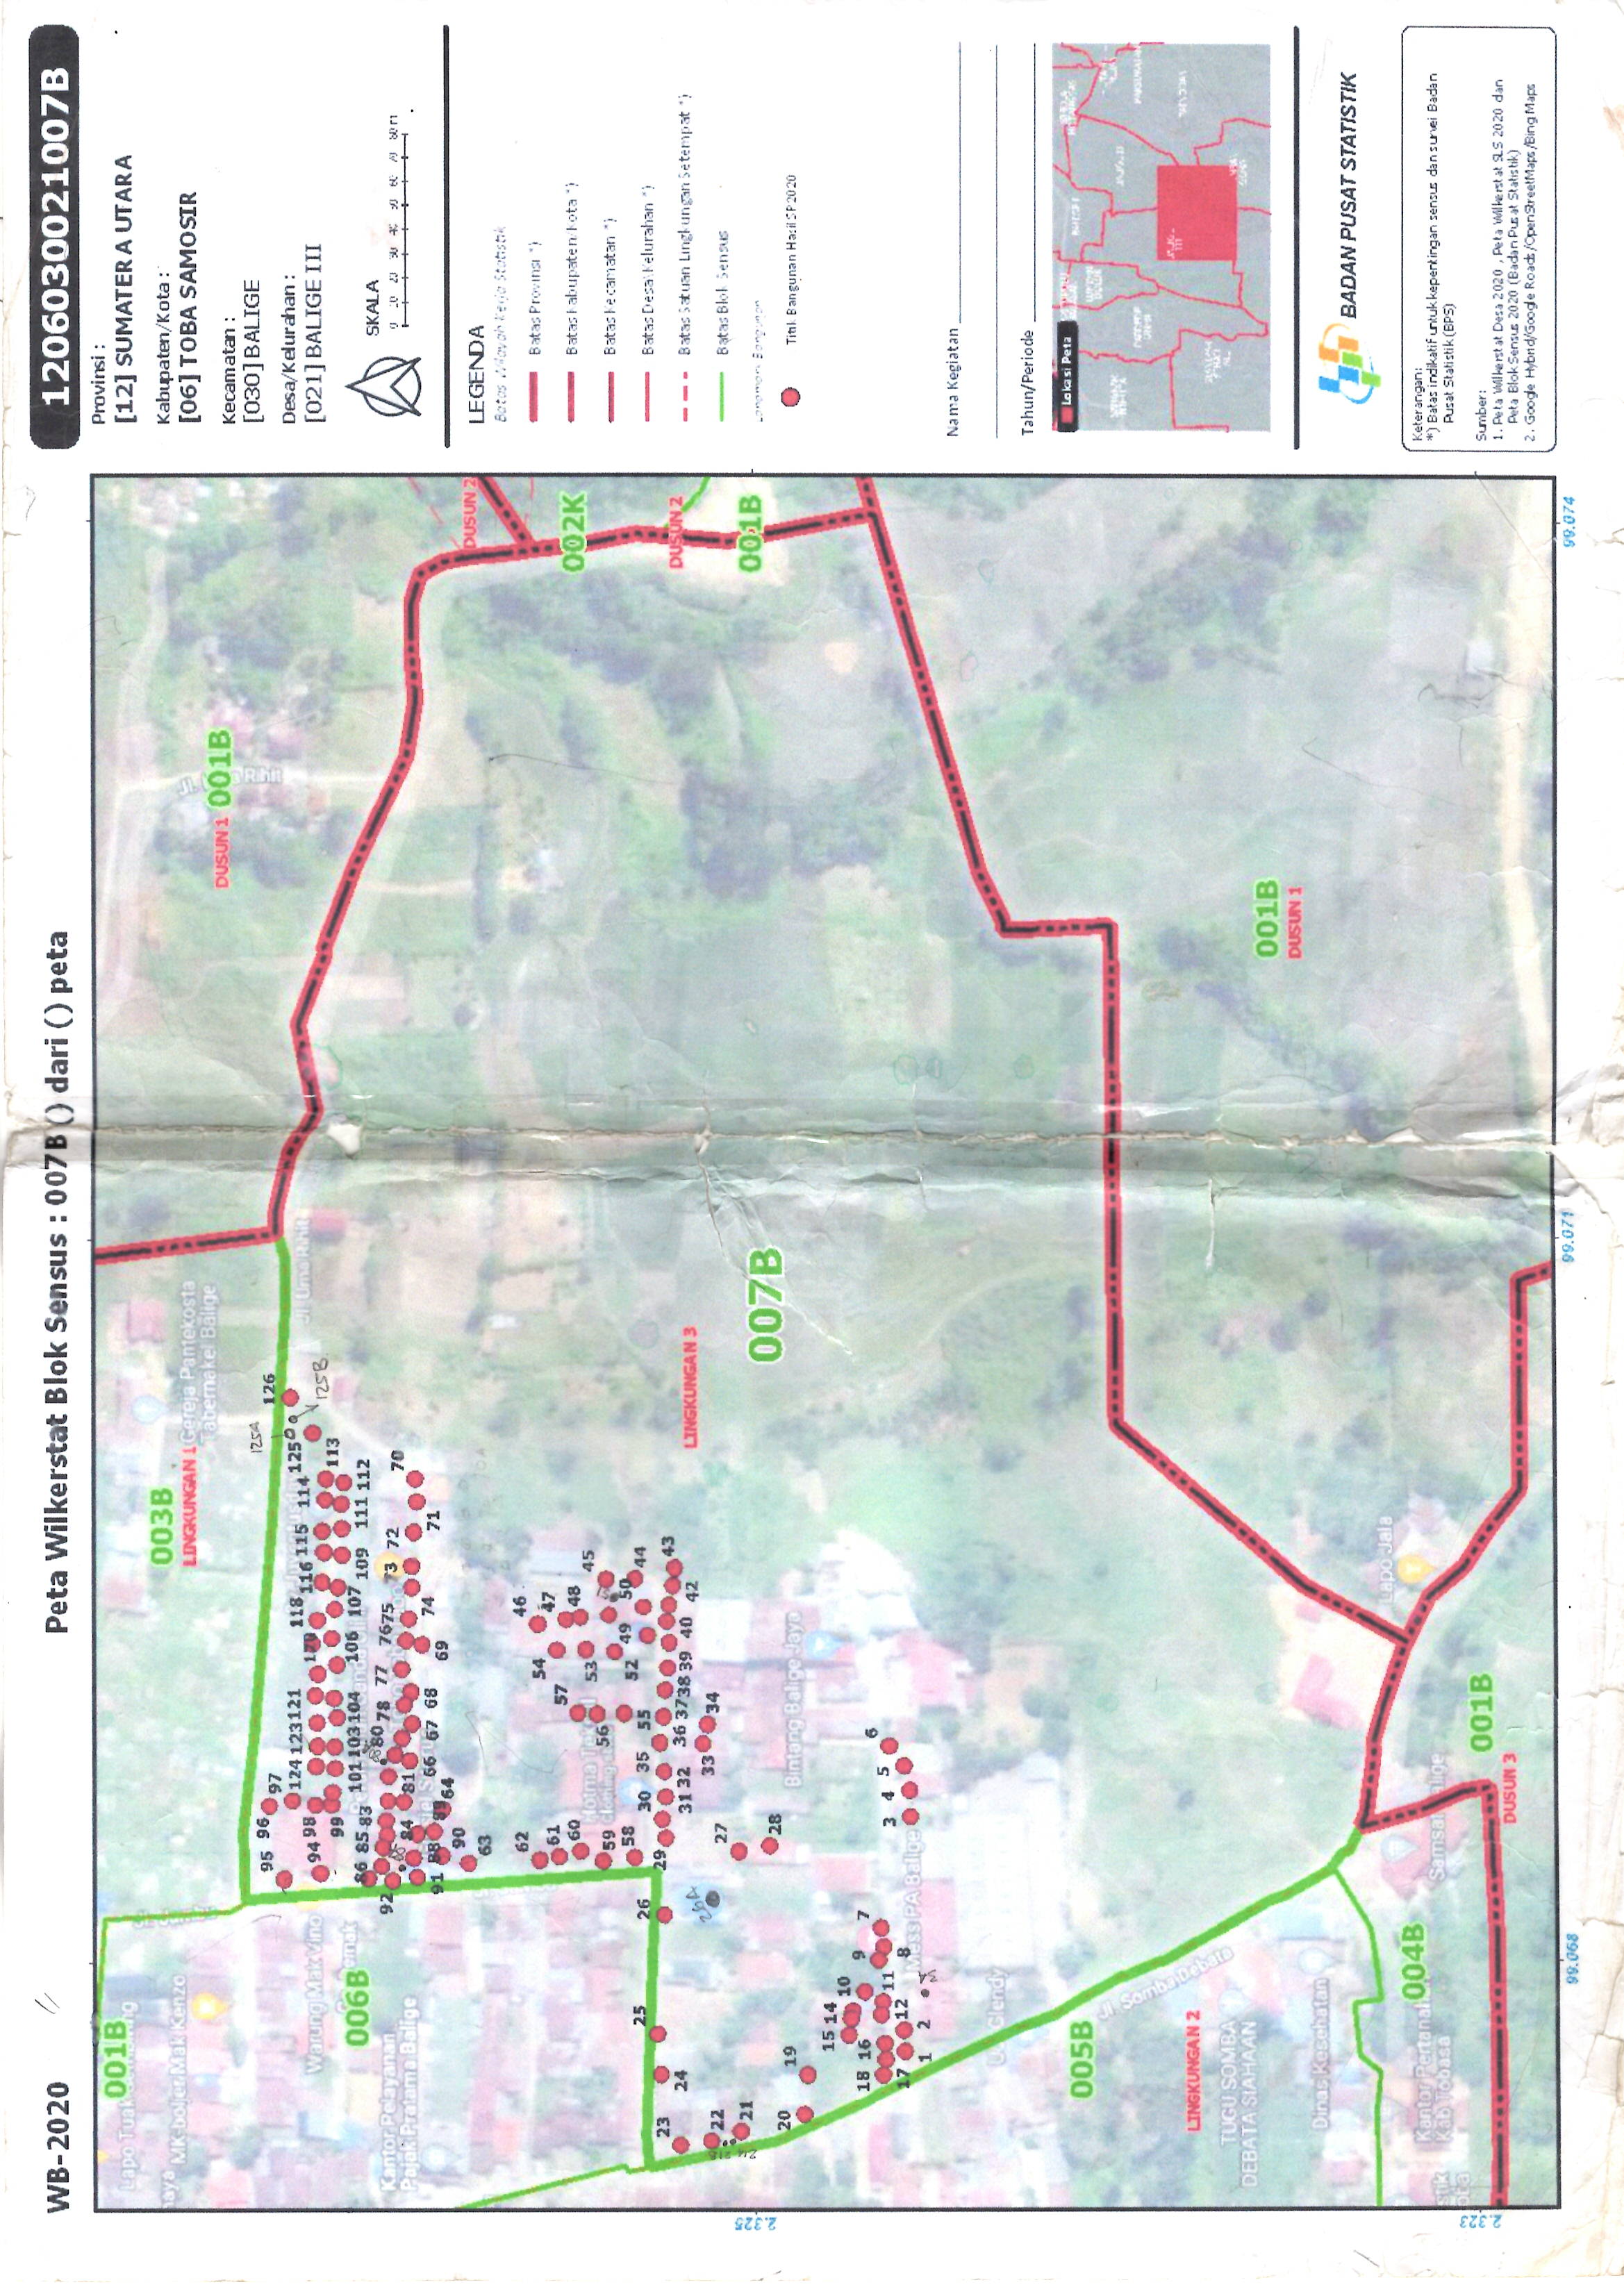 WB-2020
Peta Wilkerstat Blok Sensus : 007B () dari () peta
1206030021007B
Provinsi :
[12] SUMATERA UTARA
Kabupaten/Kota :
[06] TOBA SAMOSIR
Kecamatan :
[030] BALIGE
Desa/Kelurahan :
[021] BALIGE III
SKALA
0 10 20 30 40 50 60 70 80 m
LEGENDA
Batas Wilayah Kerja Statistik
Batas Provinsi *)
Batas Kabupaten/Kota *)
Batas Kecamatan *)
Batas Desa/Kelurahan *)
Batas Satuan Lingkungan Setempat *)
Batas Blok Sensus
Landmark Bangunan
Titik Bangunan Hasil SP2020
Nama Kegiatan
Tahun/Periode
Lokasi Peta
BADAN PUSAT STATISTIK
Keterangan:
*) Batas indikatif untuk kepentingan sensus dan survei Badan
Pusat Statistik (BPS)
Sumber:
1. Peta Wilkerstat Desa 2020 , Peta Wilkerstat SLS 2020 dan
Peta Blok Sensus 2020 (Badan Pusat Statistik)
2. Google Hybrid/Google Roads/OpenStreetMaps/Bing Maps
001B
Lapo Tuak
MK-bolier Mak Kenzo
003B
LINGKUNGAN 1
Gereja Pantekosta
Tabernakel Balige
DUSUN 1 001B
125A
95 96 97 126
124 123 121 118 116 115 114 125
125B
Jl. Uma Rihit
Warung Mak Vino
94 98
99 101 103 104 106 107 109 111 112 113
006B
Kantor Pelayanan
Pajak Pratama Balige
86 85 83
92 80 78 77 76 75 73 72 70
84 81 66 67 68 69 74 71
91 88 64
90
63
DUSUN 2
62 54 46
61 57 47
60 48
53 45
59 56
58 52 49 50 44
Hotma Tekstil
Clothing store
002K
23 24 25 26 29 30 35 55 43
31 32 36 37 38 39 40 42
33 34
26A
22
21
27
28
LINGKUNGAN 3
DUSUN 2
007B
001B
Bintang Balige Jaya
20 19
15 14 10 9 7
18 16 11 8
17 12
1 2
3A
3 4 5 6
Mess PA Balige
Glendy
005B
Jl Somba Debata
LINGKUNGAN 2
TUGU SOMBA
DEBATA SIAHAAN
001B
DUSUN 1
Dinas Kesehatan
004B
Kantor Pertanahan
Kab Tobasa
Samsat Balige
Lapo Jala
001B
DUSUN 3
2.325
2.323
99.068
99.071
99.074